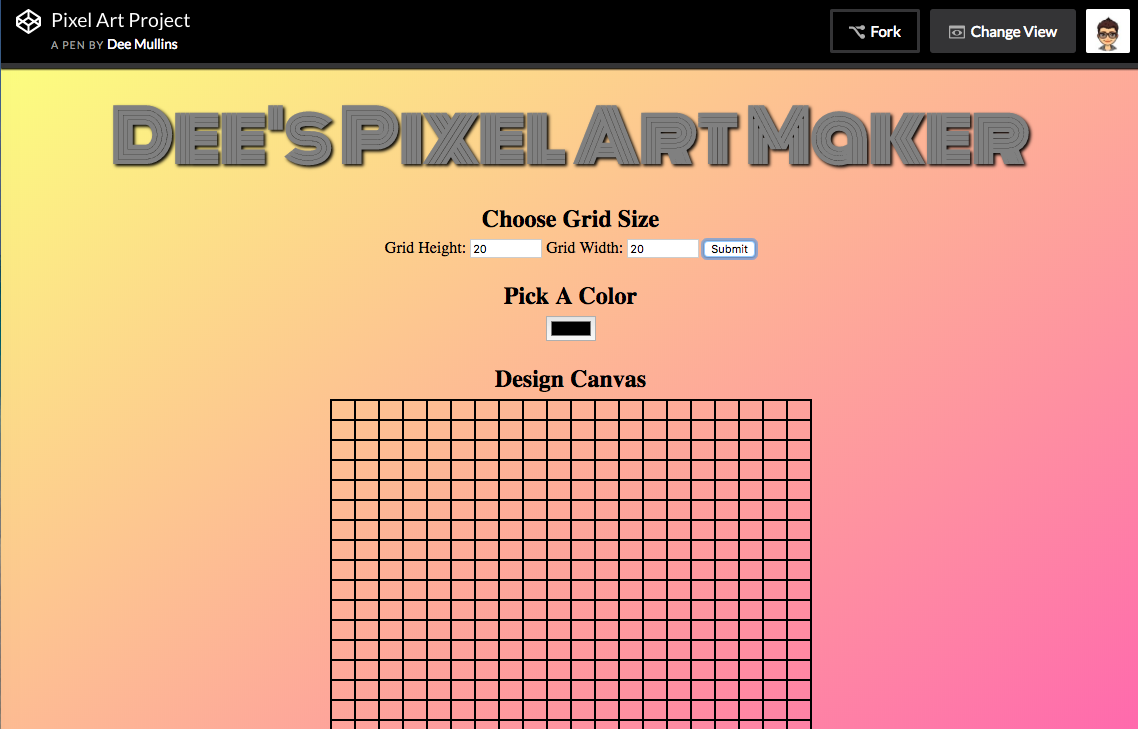 Pixel Art Project
A PEN BY Dee Mullins
Fork
Change View
Dee's Pixel Art Maker
Choose Grid Size
Grid Height: 20 Grid Width: 20 Submit
Pick A Color
Design Canvas